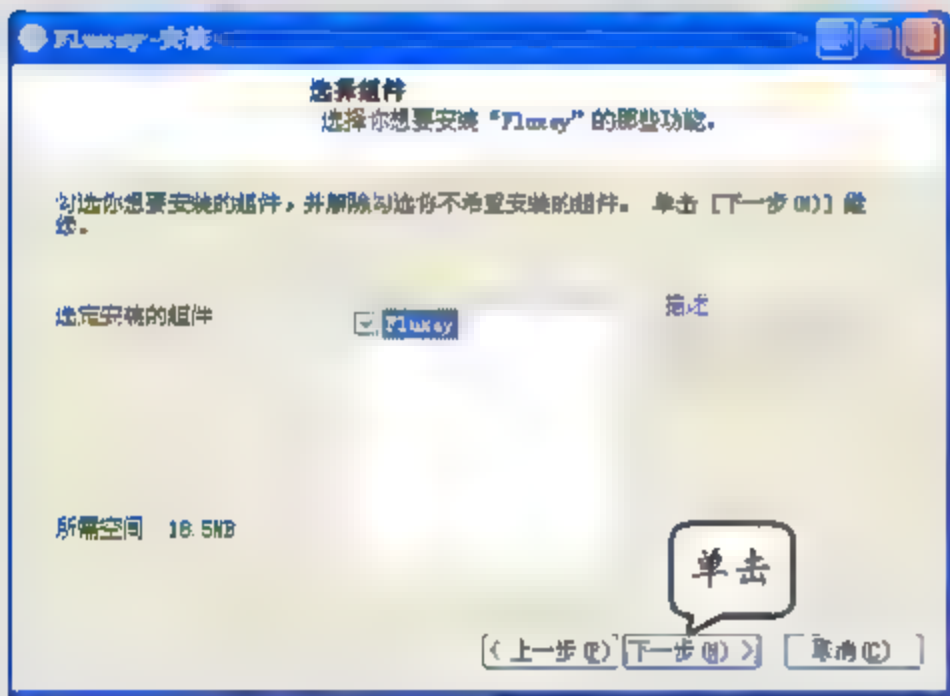 Fluxay-安装
选择组件
选择你想要安装“Fluxay”的那些功能。
勾选你想要安装的组件,并解除勾选你不希望安装的组件。 单击 [下一步(N)] 继
续。
选定安装的组件
Fluxay
描述
所需空间 18.5MB
单击
< 上一步(P)
下一步(N) >
取消(C)